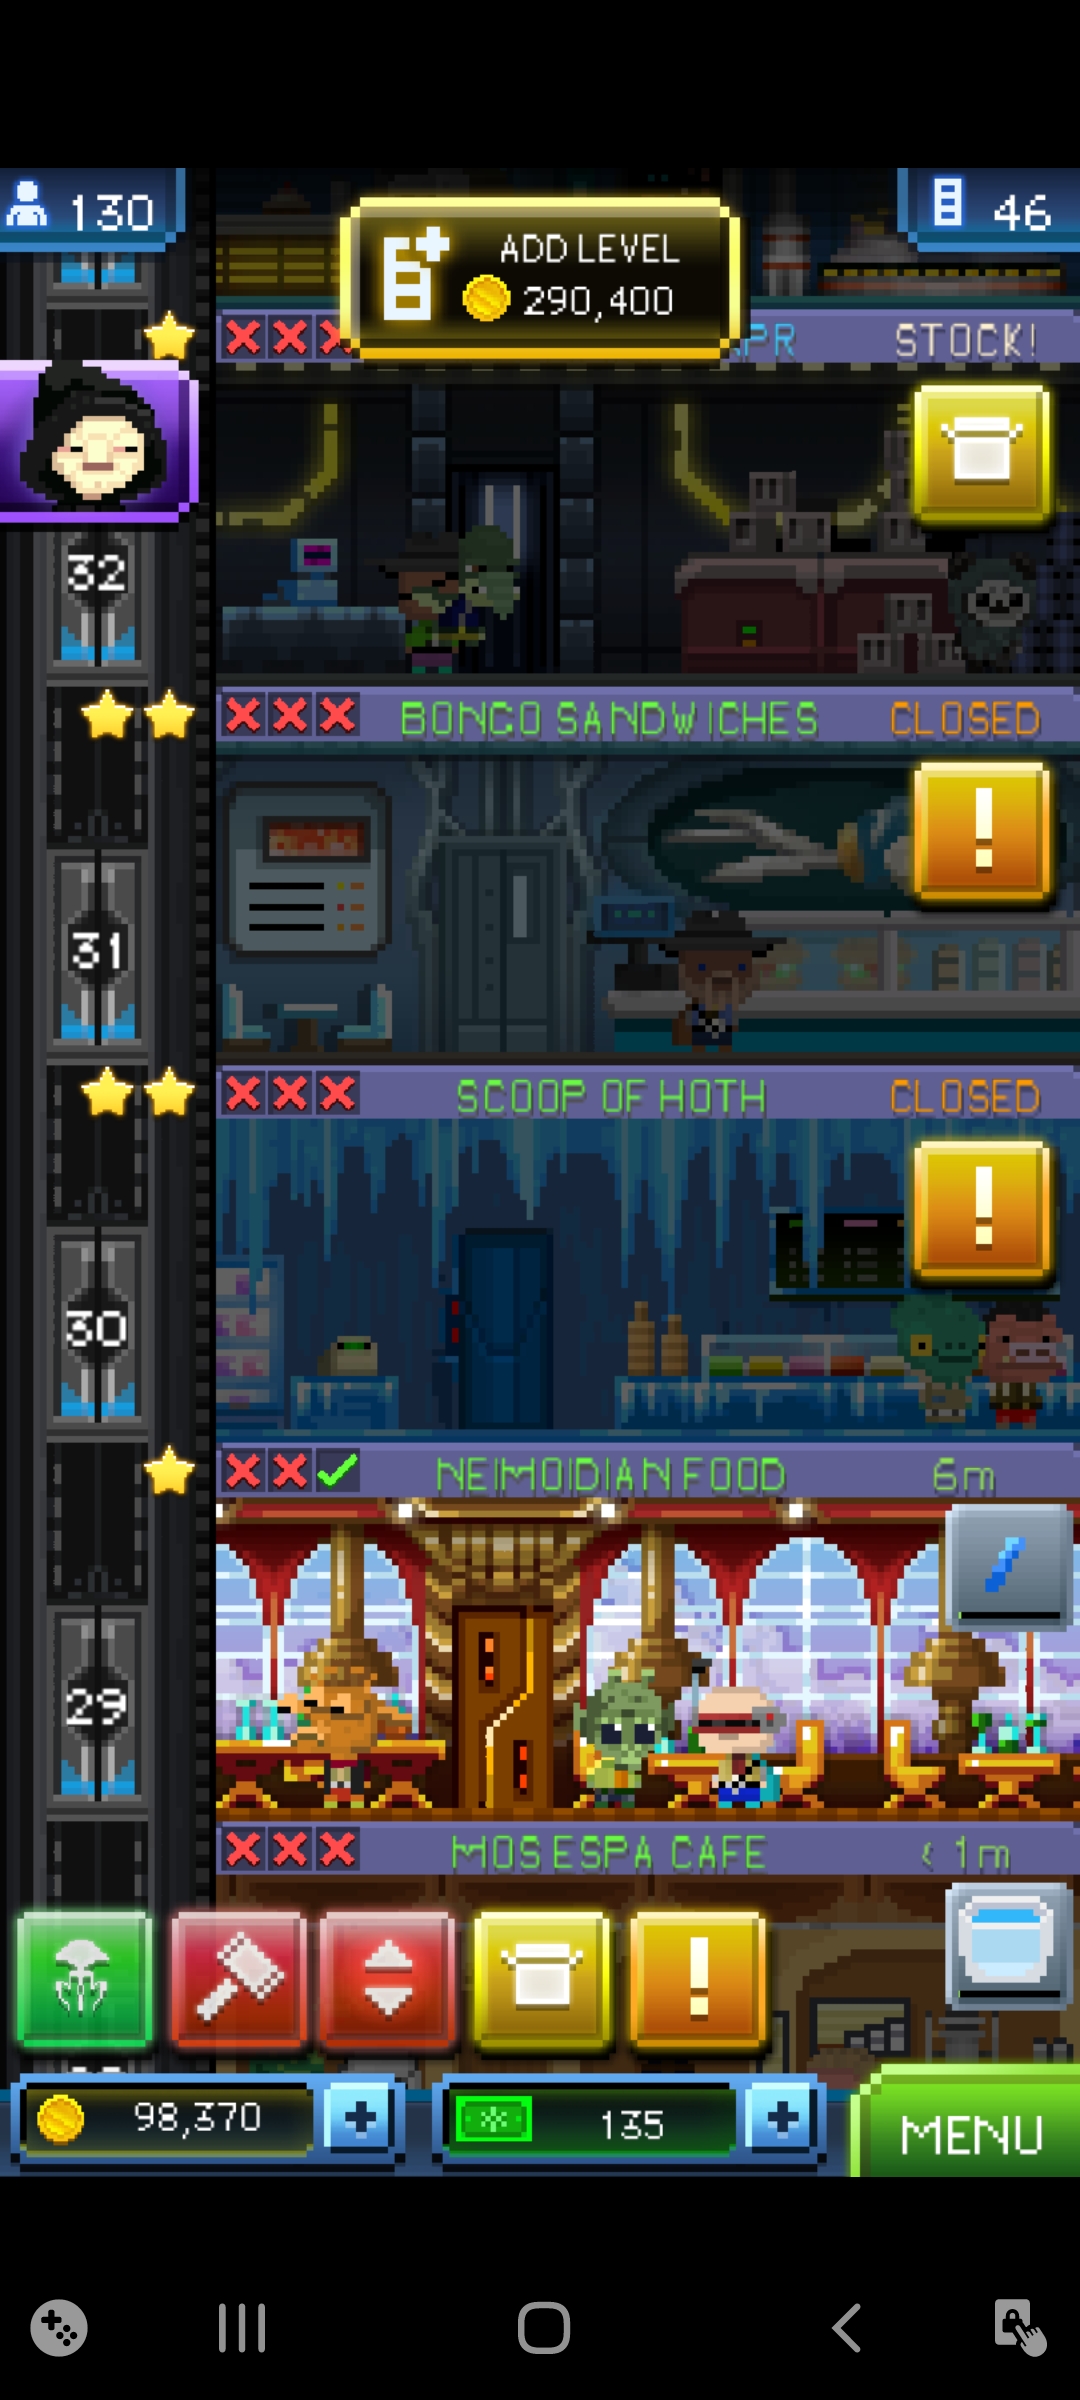 130
ADD LEVEL
290,400
46
STOCK!
32
BONGO SANDWICHES
CLOSED
31
SCOOP OF HOTH
CLOSED
30
NEIMOIDIAN FOOD
6m
29
MOS ESPA CAFE
< 1m
98,370
135
MENU